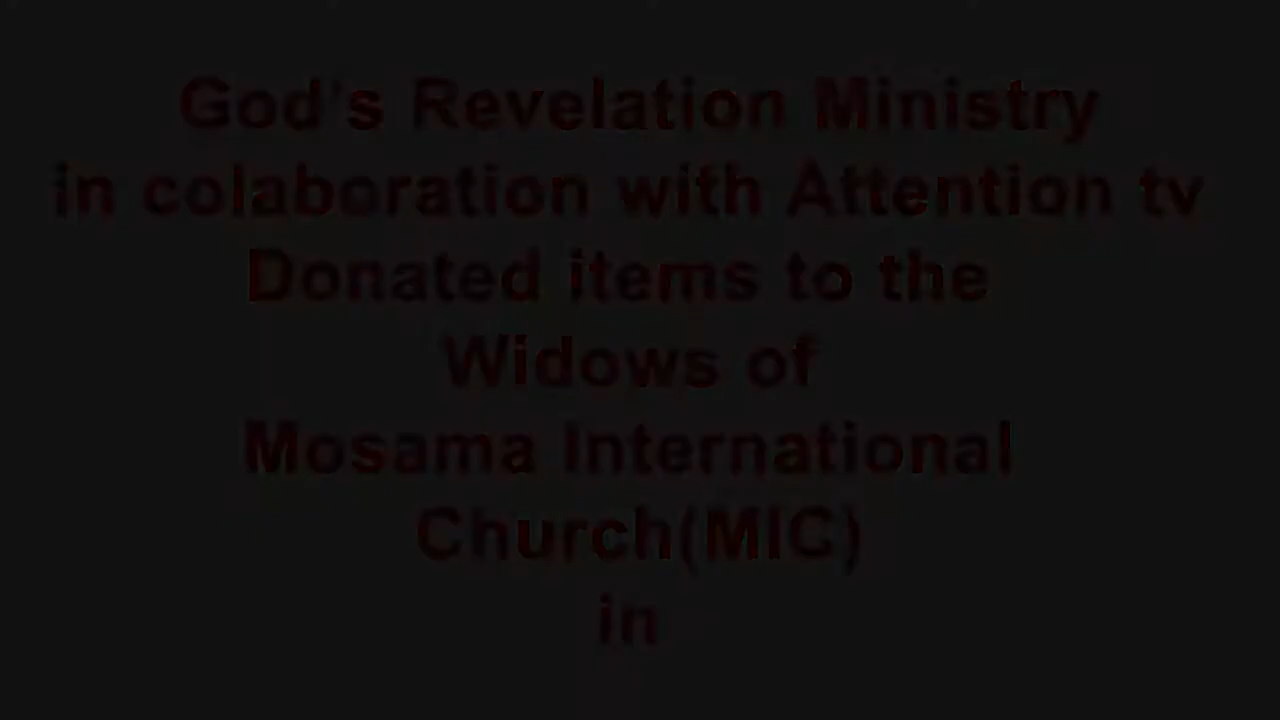 God's Revelation Ministry
in colaboration with Attention tv
Donated items to the
Widows of
Mosama International
Church(MIC)
in